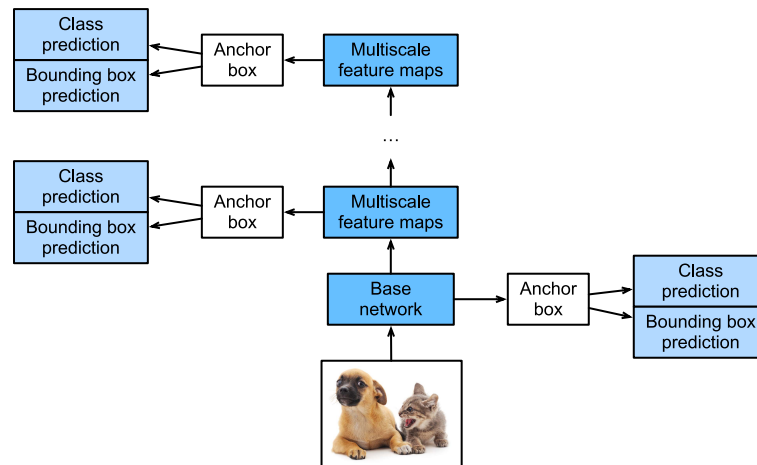 Class
prediction
Bounding box
prediction
Anchor
box
Multiscale
feature maps
...
Class
prediction
Bounding box
prediction
Anchor
box
Multiscale
feature maps
Base
network
Anchor
box
Class
prediction
Bounding box
prediction